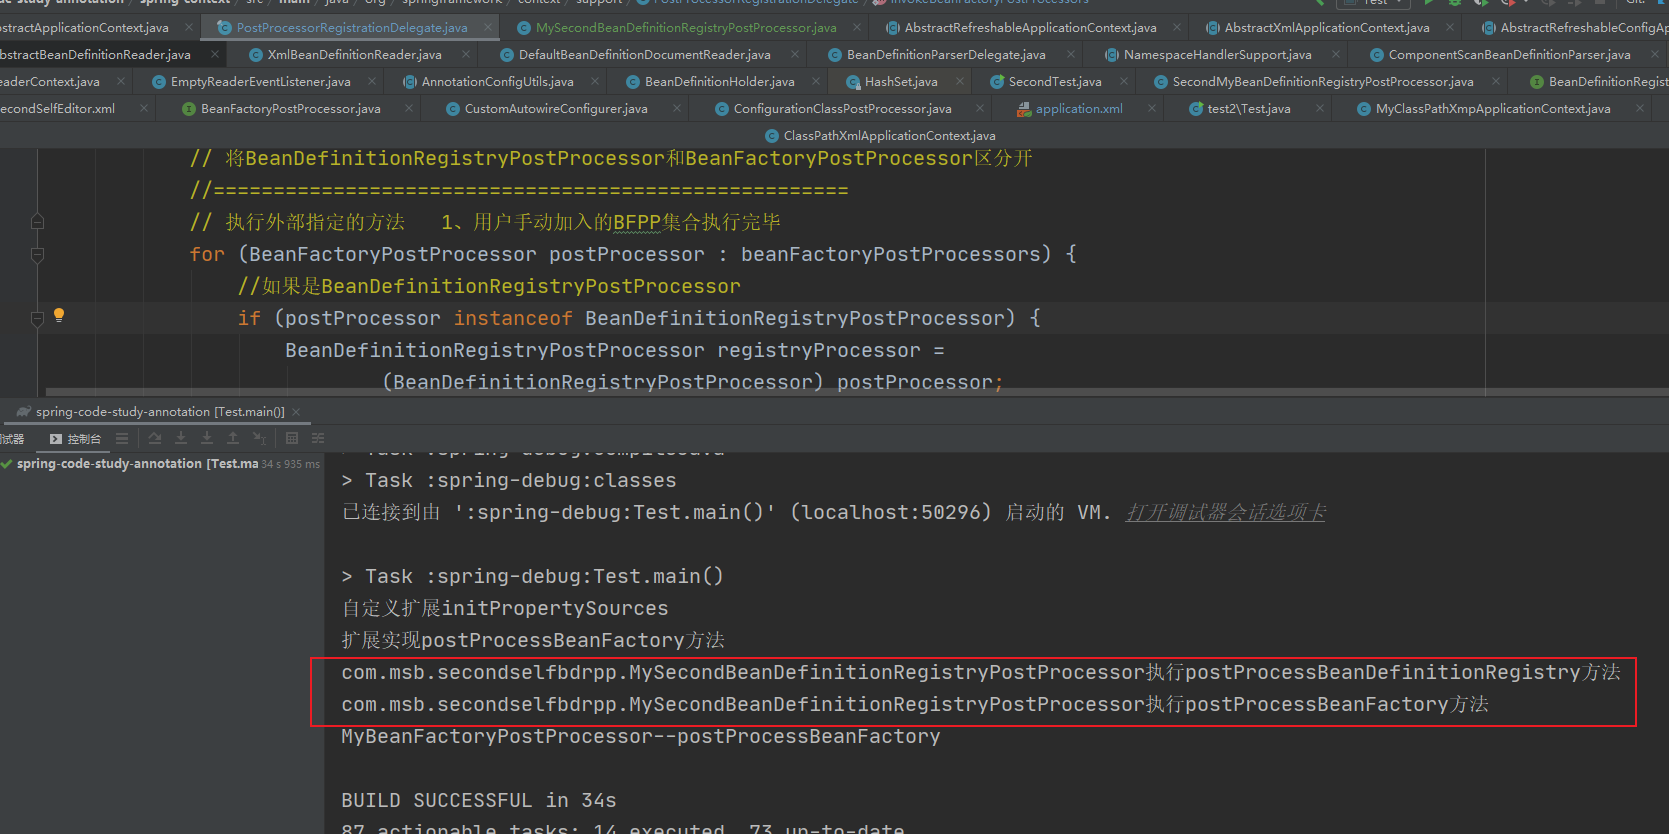 de-study-annotation › spring-context › src › main › java › org › springframework › context › support › PostProcessorRegistrationDelegate › invokeBeanFactoryPostProcessors
Test
Git:
stractApplicationContext.java PostProcessorRegistrationDelegate.java MySecondBeanDefinitionRegistryPostProcessor.java AbstractRefreshableApplicationContext.java AbstractXmlApplicationContext.java AbstractRefreshableConfigAp
bstractBeanDefinitionReader.java XmlBeanDefinitionReader.java DefaultBeanDefinitionDocumentReader.java BeanDefinitionParserDelegate.java NamespaceHandlerSupport.java ComponentScanBeanDefinitionParser.java
eaderContext.java EmptyReaderEventListener.java AnnotationConfigUtils.java BeanDefinitionHolder.java HashSet.java SecondTest.java SecondMyBeanDefinitionRegistryPostProcessor.java BeanDefinitionRegist
econdSelfEditor.xml BeanFactoryPostProcessor.java CustomAutowireConfigurer.java ConfigurationClassPostProcessor.java application.xml test2\Test.java MyClassPathXmpApplicationContext.java
ClassPathXmlApplicationContext.java
// 将BeanDefinitionRegistryPostProcessor和BeanFactoryPostProcessor区分开
//=====================================================
// 执行外部指定的方法 1、用户手动加入的BFPP集合执行完毕
for (BeanFactoryPostProcessor postProcessor : beanFactoryPostProcessors) {
//如果是BeanDefinitionRegistryPostProcessor
if (postProcessor instanceof BeanDefinitionRegistryPostProcessor) {
BeanDefinitionRegistryPostProcessor registryProcessor =
(BeanDefinitionRegistryPostProcessor) postProcessor;
spring-code-study-annotation [Test.main()]
试器 控制台
spring-code-study-annotation [Test.ma 34 s 935 ms
> Task :spring-debug:classes
已连接到由 ':spring-debug:Test.main()' (localhost:50296) 启动的 VM. 打开调试器会话选项卡
> Task :spring-debug:Test.main()
自定义扩展initPropertySources
扩展实现postProcessBeanFactory方法
com.msb.secondselfbdrpp.MySecondBeanDefinitionRegistryPostProcessor执行postProcessBeanDefinitionRegistry方法
com.msb.secondselfbdrpp.MySecondBeanDefinitionRegistryPostProcessor执行postProcessBeanFactory方法
MyBeanFactoryPostProcessor--postProcessBeanFactory
BUILD SUCCESSFUL in 34s
87 actionable tasks: 14 executed, 73 up-to-date